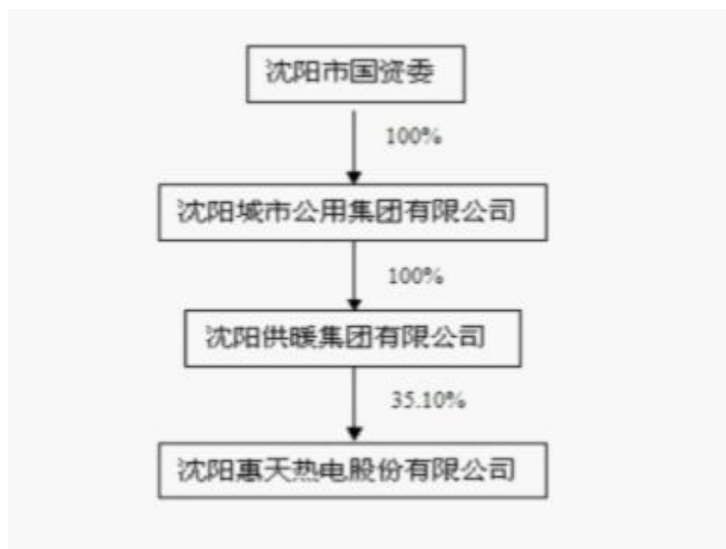 沈阳市国资委
100%
沈阳城市公用集团有限公司
100%
沈阳供暖集团有限公司
35.10%
沈阳惠天热电股份有限公司